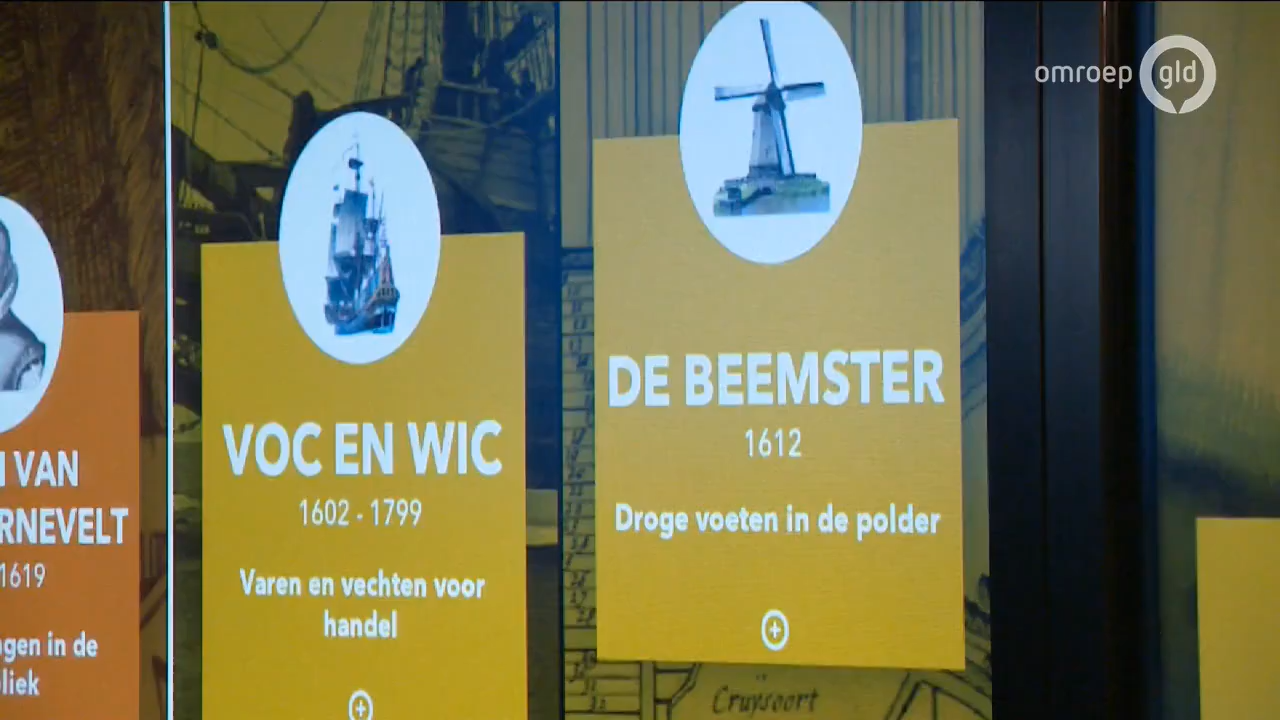 omroep gld
VAN
RNEVELT
1619
gen in de
liek
VOC EN WIC
1602 - 1799
Varen en vechten voor
handel
DE BEEMSTER
1612
Droge voeten in de polder
Cruysoort